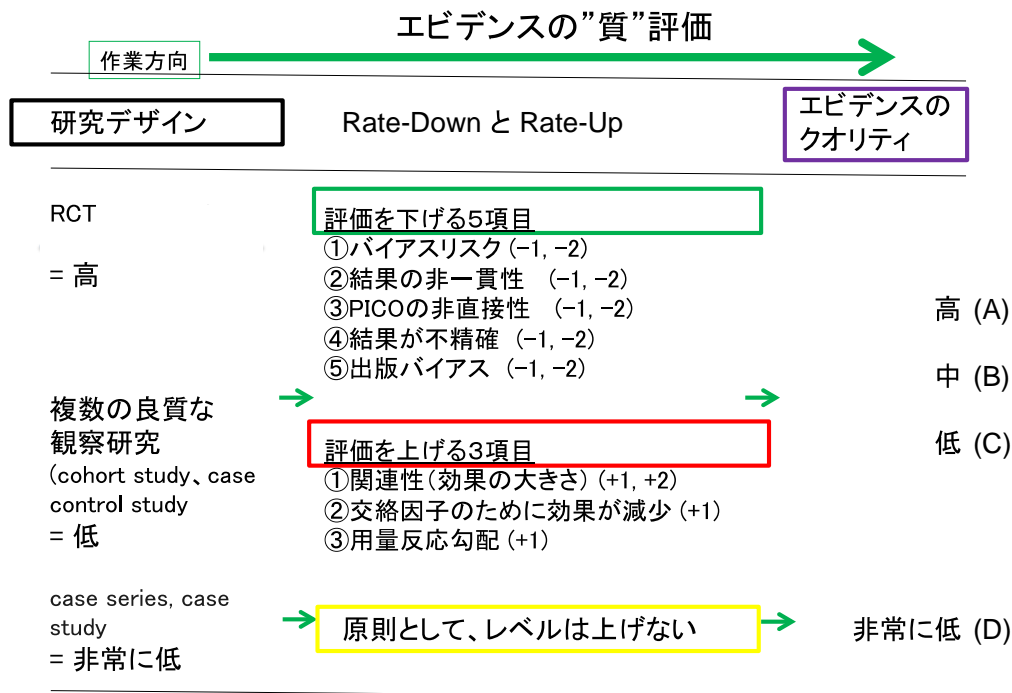 エビデンスの”質”評価
作業方向
研究デザイン
Rate-Down と Rate-Up
エビデンスの
クオリティ
RCT
= 高
評価を下げる5項目
①バイアスリスク (−1, −2)
②結果の非一貫性 (−1, −2)
③PICOの非直接性 (−1, −2)
④結果が不精確 (−1, −2)
⑤出版バイアス (−1, −2)
複数の良質な
観察研究
(cohort study、case
control study
= 低
評価を上げる3項目
①関連性(効果の大きさ) (+1, +2)
②交絡因子のために効果が減少 (+1)
③用量反応勾配 (+1)
高 (A)
中 (B)
低 (C)
case series, case
study
= 非常に低
原則として、レベルは上げない
非常に低 (D)